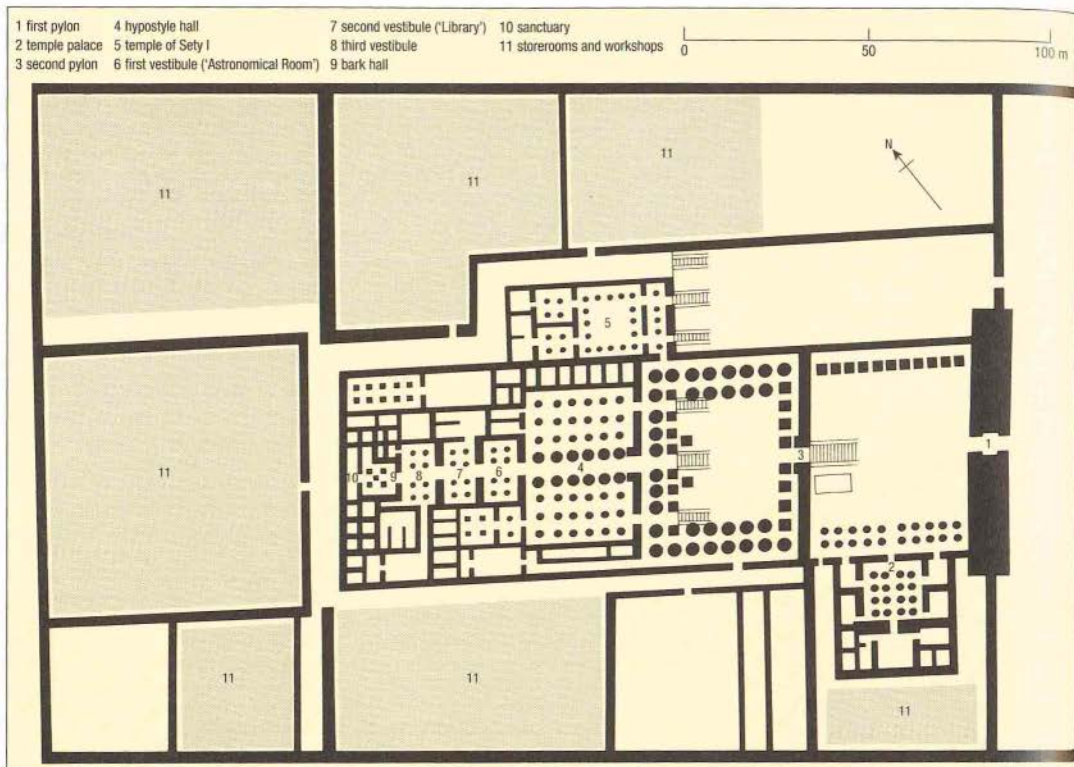 1 first pylon
2 temple palace
3 second pylon
4 hypostyle hall
5 temple of Sety I
6 first vestibule (‘Astronomical Room’)
7 second vestibule (‘Library’)
8 third vestibule
9 bark hall
10 sanctuary
11 storerooms and workshops
0 50 100 m
N
11
11
11
5
11
10
9
8
7
6
4
3
1
2
11
11
11